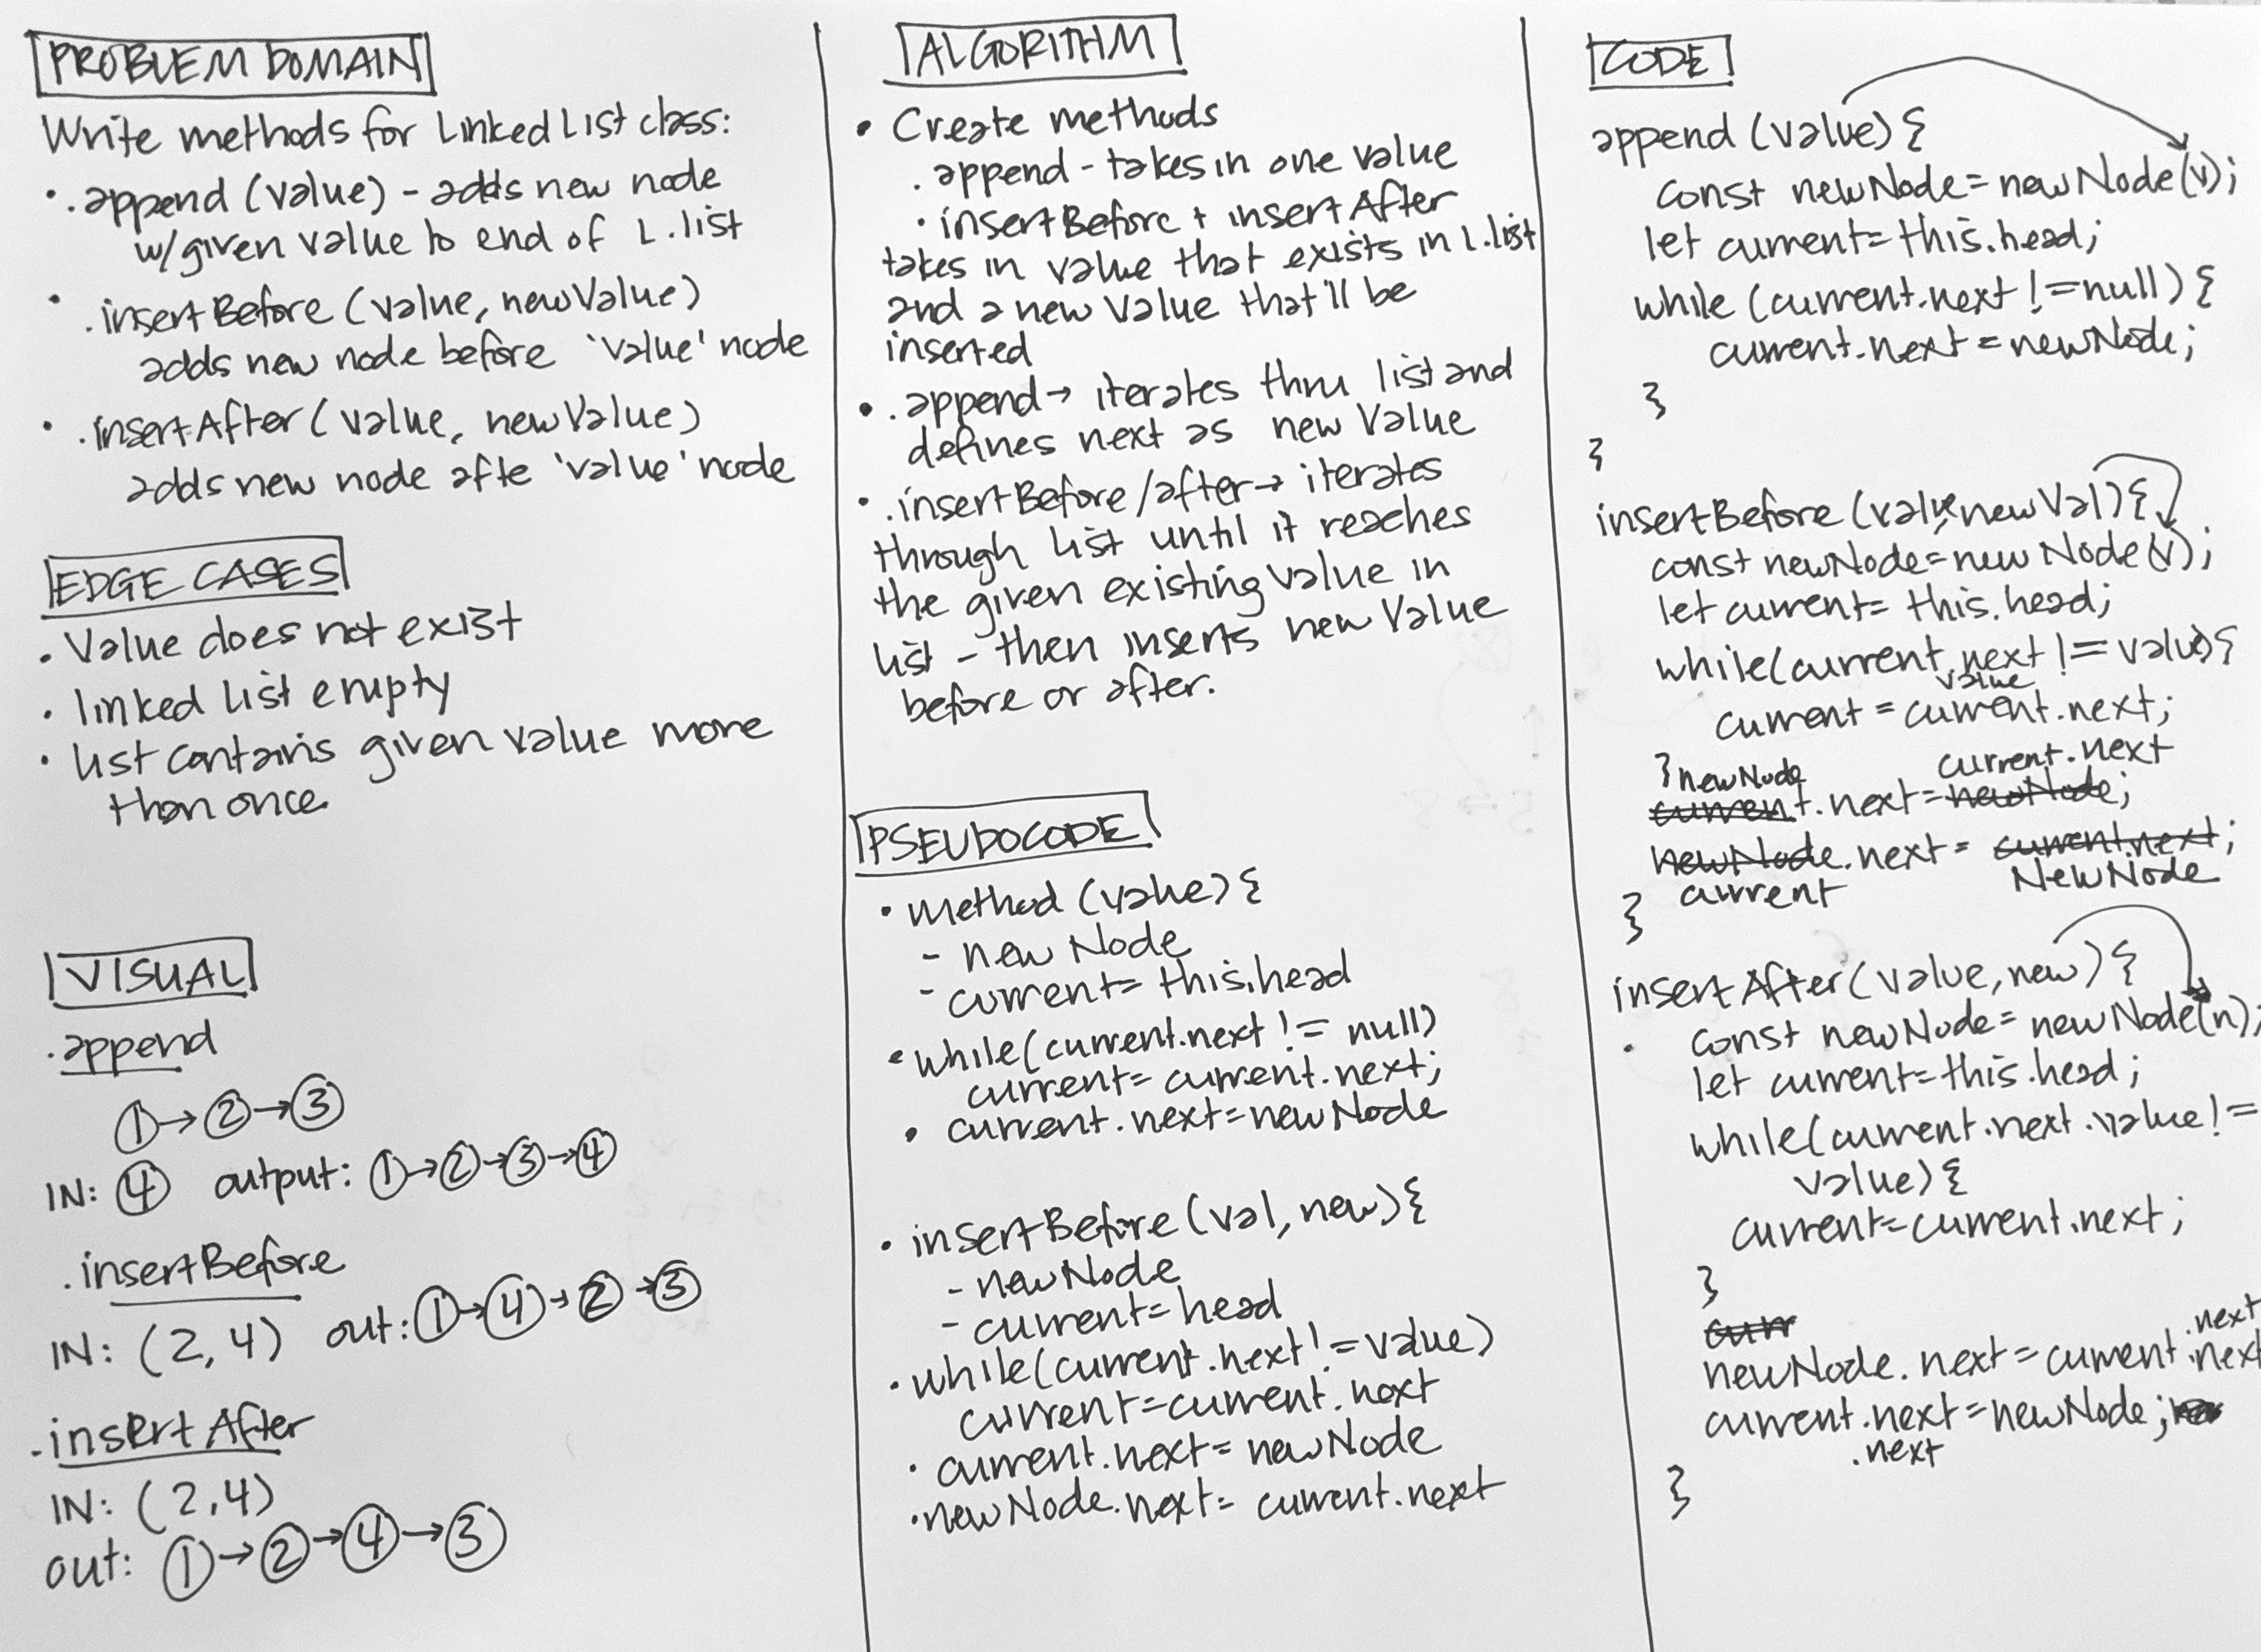 PROBLEM DOMAIN
Write methods for Linked List class:
• .append (value) - adds new node
w/given value to end of L.list
• .insertBefore (value, newValue)
adds new node before 'value' node
• .insertAfter (value, newValue)
adds new node afte 'value' node
EDGE CASES
• Value does not exist
• linked list empty
• list contains given value more
than once
VISUAL
.append
1 → 2 → 3
IN: 4 output: 1 → 2 → 3 → 4
.insertBefore
IN: (2, 4) out: 1 → 4 → 2 → 3
.insertAfter
IN: (2,4)
out: 1 → 2 → 4 → 3
ALGORITHM
• Create methods
. append - takes in one value
• insertBefore + insertAfter
takes in value that exists in L.list
and a new value that'll be
inserted
• .append → iterates thru list and
defines next as new Value
• .insertBefore/after → iterates
through list until it reaches
the given existing value in
list - then inserts new Value
before or after.
PSEUDOCODE
• method (value) {
- new Node
- current = this.head
• while (current.next != null)
current = current.next;
• current.next = newNode
• insertBefore (val, new) {
- newNode
- current = head
• while (current.next != value)
current = current.next
• current.next = newNode
• newNode.next = current.next
CODE
append (value) {
const newNode = newNode(v);
let current = this.head;
while (current.next != null) {
current.next = newNode;
}
}
insertBefore (value, newVal) {
const newNode = new Node(v);
let current = this.head;
while(current.next != value) {
value
current = current.next;
} newNode current.next
current.next = newNode;
newNode.next = current.next;
current NewNode
}
insertAfter (value, new) {
• const newNode = newNode(n);
let current = this.head;
while(current.next.value !=
value) {
current = current.next;
}
curr
.next
newNode.next = current.next
current.next = newNode;
.next
}